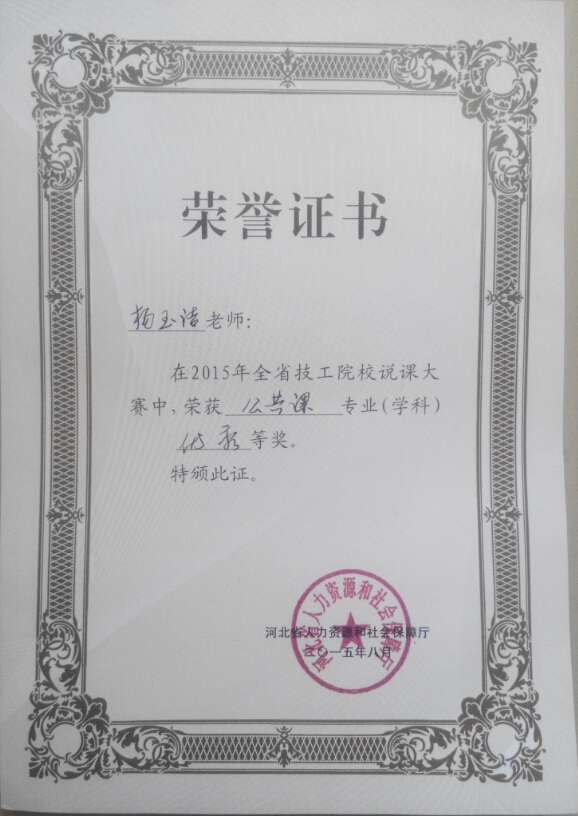 荣誉证书
杨玉洁老师：
在2015年全省技工院校说课大
赛中，荣获 公共课 专业（学科）
优秀等奖。
特颁此证。
河北省人力资源和社会保障厅
河北省人力资源和社会保障厅
二〇一五年八月